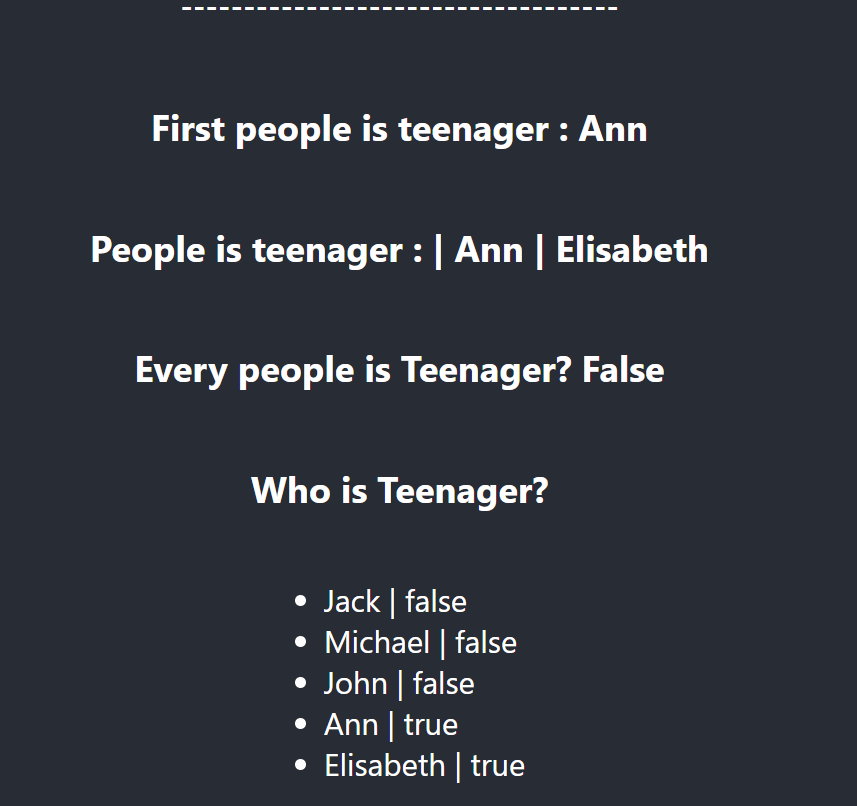 -----------------------------------
First people is teenager : Ann
People is teenager : | Ann | Elisabeth
Every people is Teenager? False
Who is Teenager?
• Jack | false
• Michael | false
• John | false
• Ann | true
• Elisabeth | true